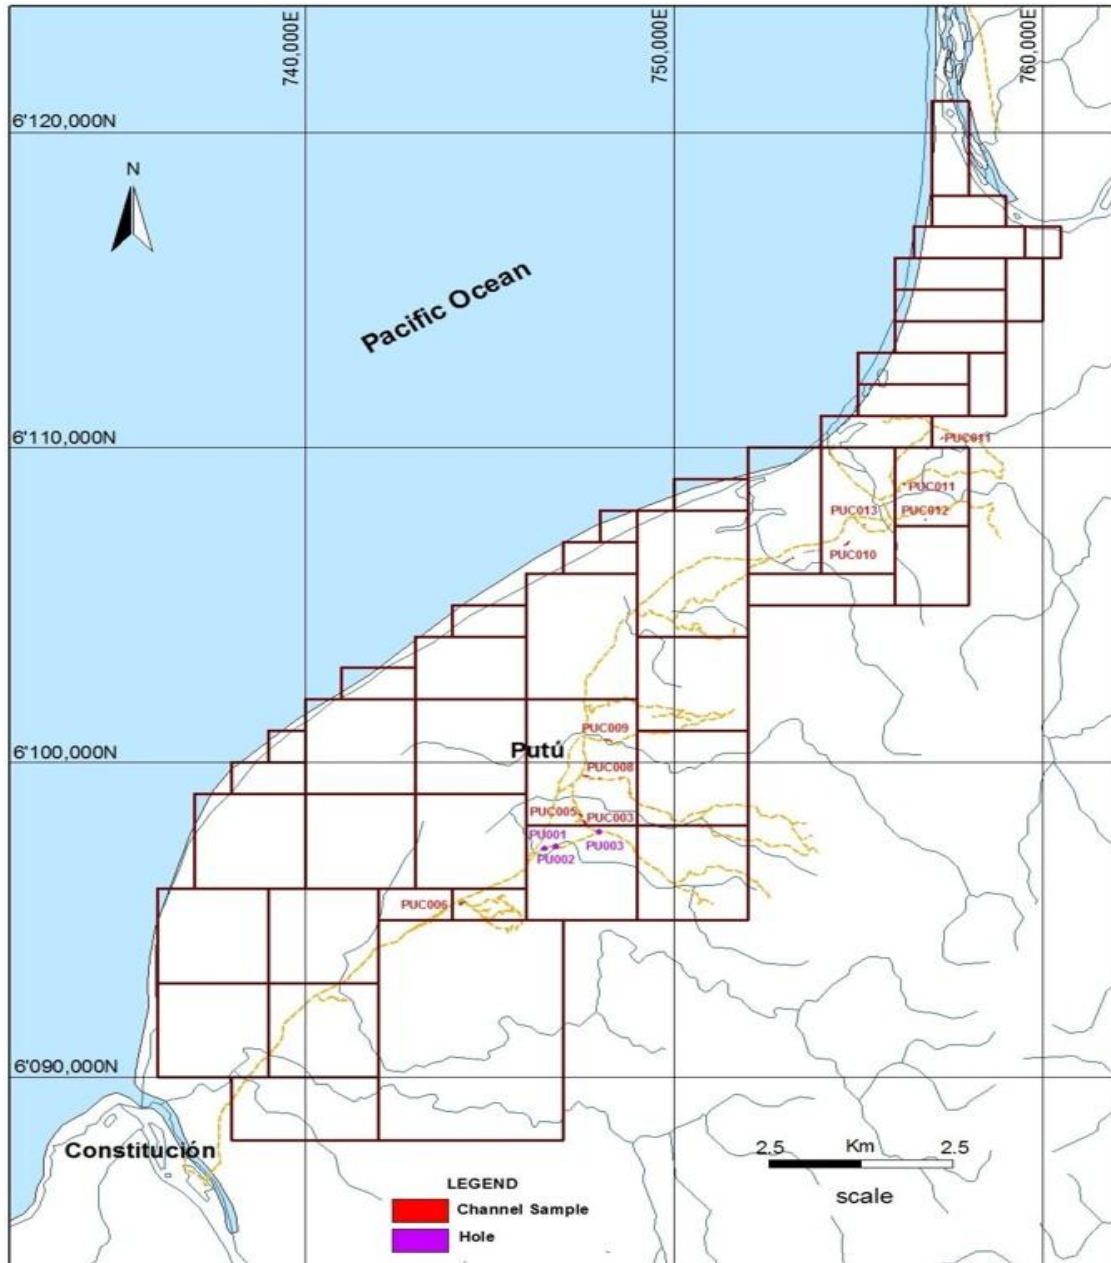 740,000E
750,000E
760,000E
6'120,000N
N
Pacific Ocean
6'110,000N
PUC011
PUC011
PUC013
PUC012
PUC010
PUC009
6'100,000N
Putú
PUC008
PUC005
PUC003
PU001
PU002
PU003
PUC006
6'090,000N
Constitución
2.5 Km 2.5
scale
LEGEND
Channel Sample
Hole